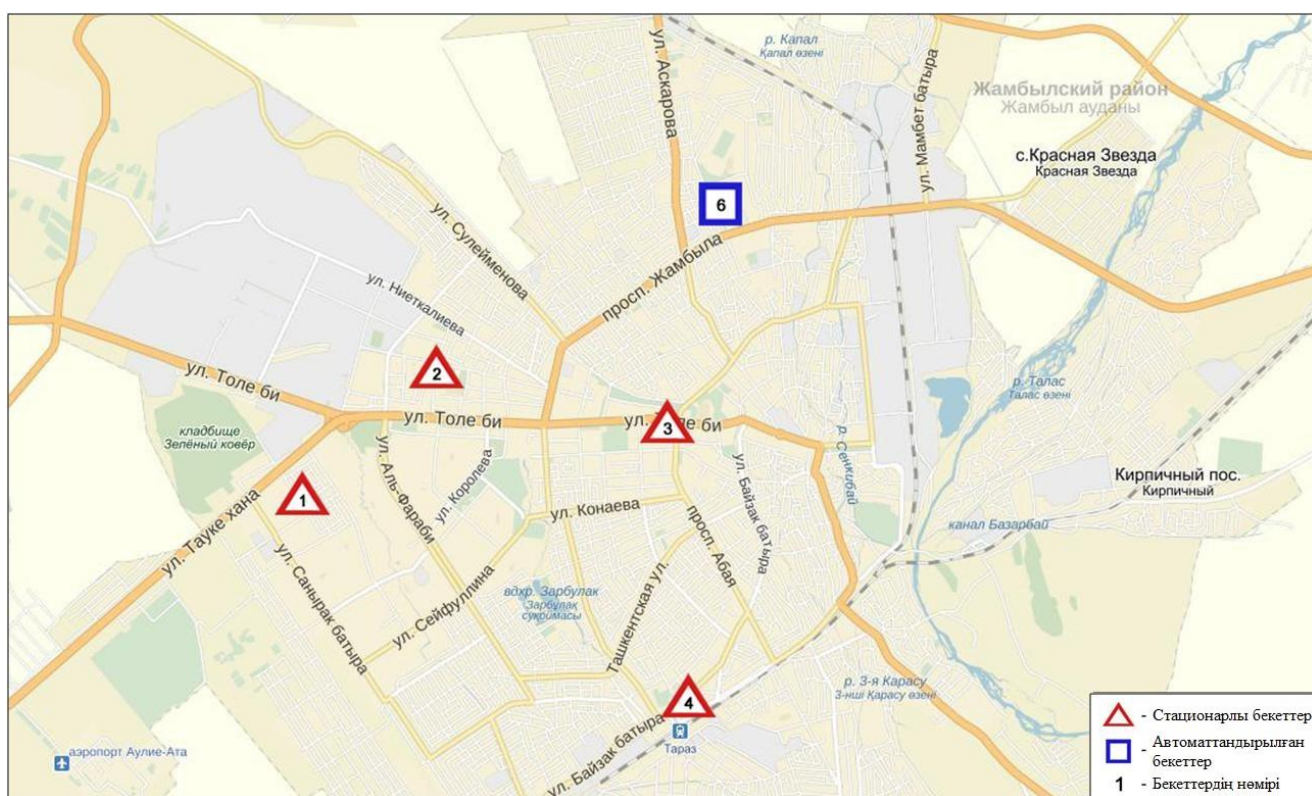 р. Капал
Қапал өзені
ул. Аскарова
ул. Мамбет батыра
Жамбылский район
Жамбыл ауданы
с.Красная Звезда
Красная Звезда
6
ул. Сулейменова
просп. Жамбыла
ул. Ниеткалиева
2
ул. Толе би
ул. Толе би
ул. Толе би
3
р. Талас
Талас өзені
кладбище
Зелёный ковёр
1
ул. Тауке хана
ул. Аль-Фараби
ул. Королева
ул. Конаева
просп. Абая
ул. Байзак батыра
р. Сенкибай
Кирпичный пос.
Кирпичный
канал Базарбай
ул. Санырак батыра
ул. Сейфуллина
вдхр. Зарбулак
Зарбұлақ
суқоймасы
Ташкентская ул.
4
Тараз
ул. Байзак батыра
р. 3-я Карасу
3-нші Қарасу өзені
аэропорт Аулие-Ата
- Стационарлы бекеттер
- Автоматтандырылған
бекеттер
1 - Бекеттердің нөмірі